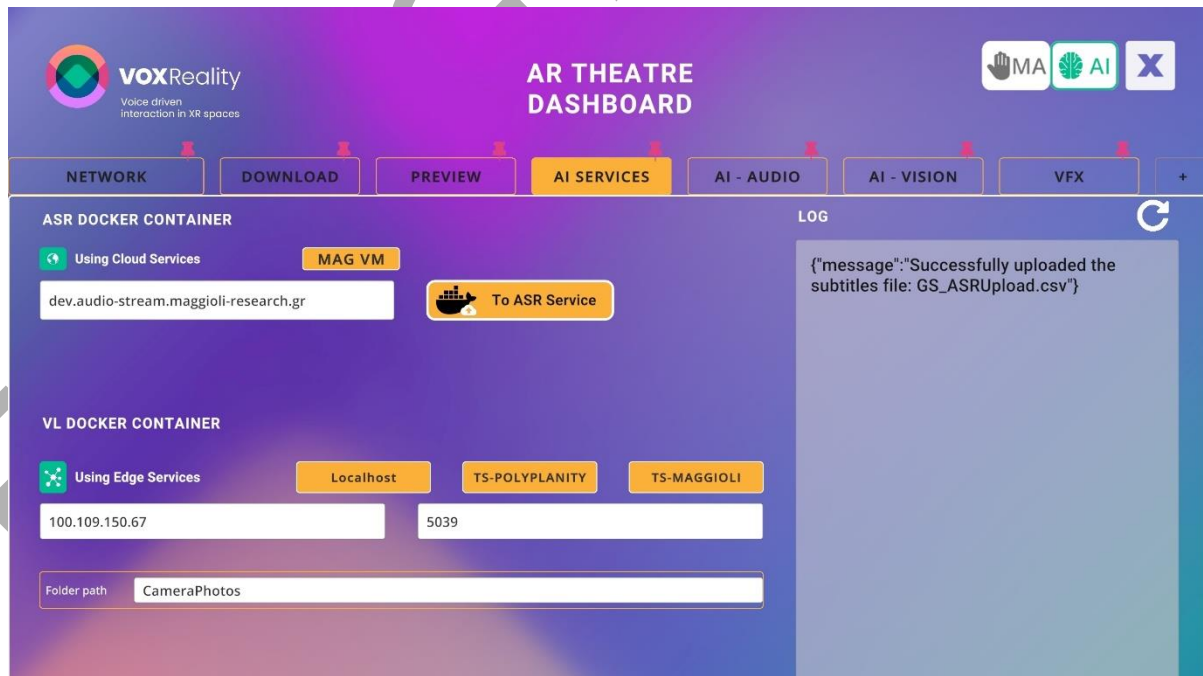 VOXReality
Voice driven
interaction in XR spaces
AR THEATRE
DASHBOARD
MA
AI
X
NETWORK
DOWNLOAD
PREVIEW
AI SERVICES
AI - AUDIO
AI - VISION
VFX
+
ASR DOCKER CONTAINER
Using Cloud Services
MAG VM
dev.audio-stream.maggioli-research.gr
To ASR Service
VL DOCKER CONTAINER
Using Edge Services
Localhost
TS-POLYPLANITY
TS-MAGGIOLI
100.109.150.67
5039
Folder path
CameraPhotos
LOG
{"message":"Successfully uploaded the
subtitles file: GS_ASRUpload.csv"}